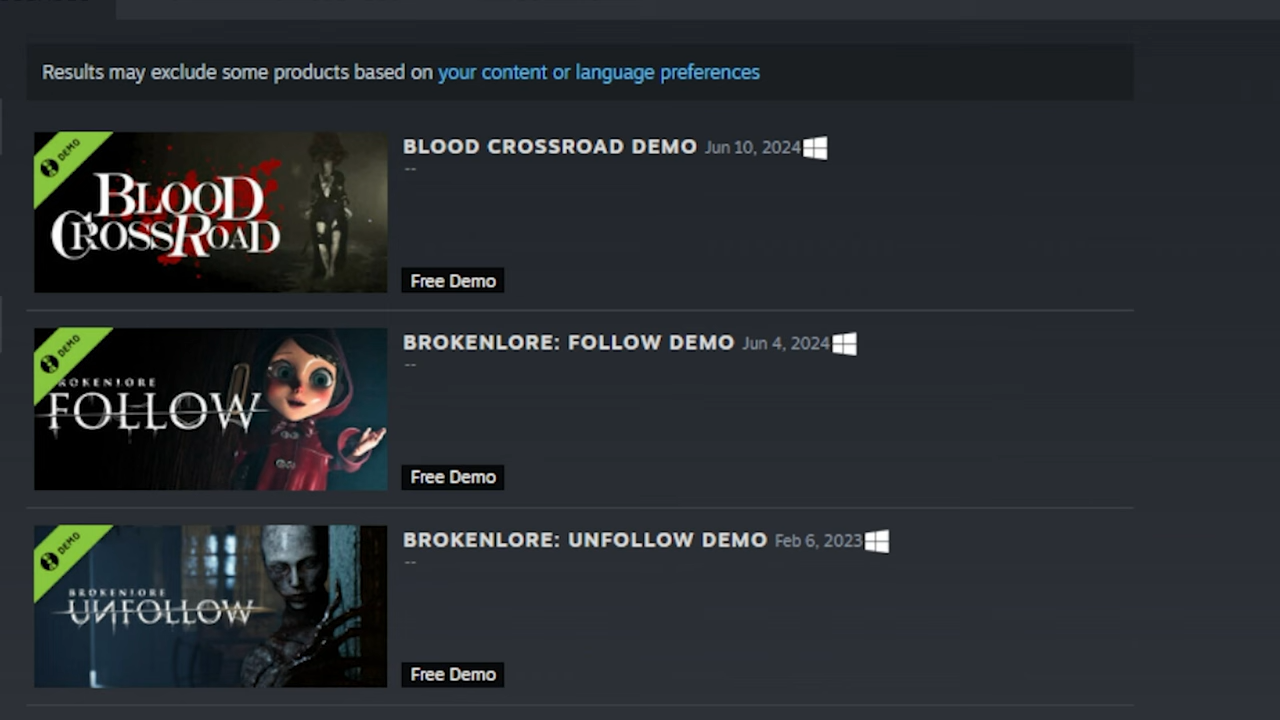 Results may exclude some products based on your content or language preferences
DEMO
BLOOD
CROSSROAD
BLOOD CROSSROAD DEMO Jun 10, 2024
--
Free Demo
DEMO
BROKENLORE
FOLLOW
BROKENLORE: FOLLOW DEMO Jun 4, 2024
--
Free Demo
DEMO
BROKENLORE
UNFOLLOW
BROKENLORE: UNFOLLOW DEMO Feb 6, 2023
--
Free Demo